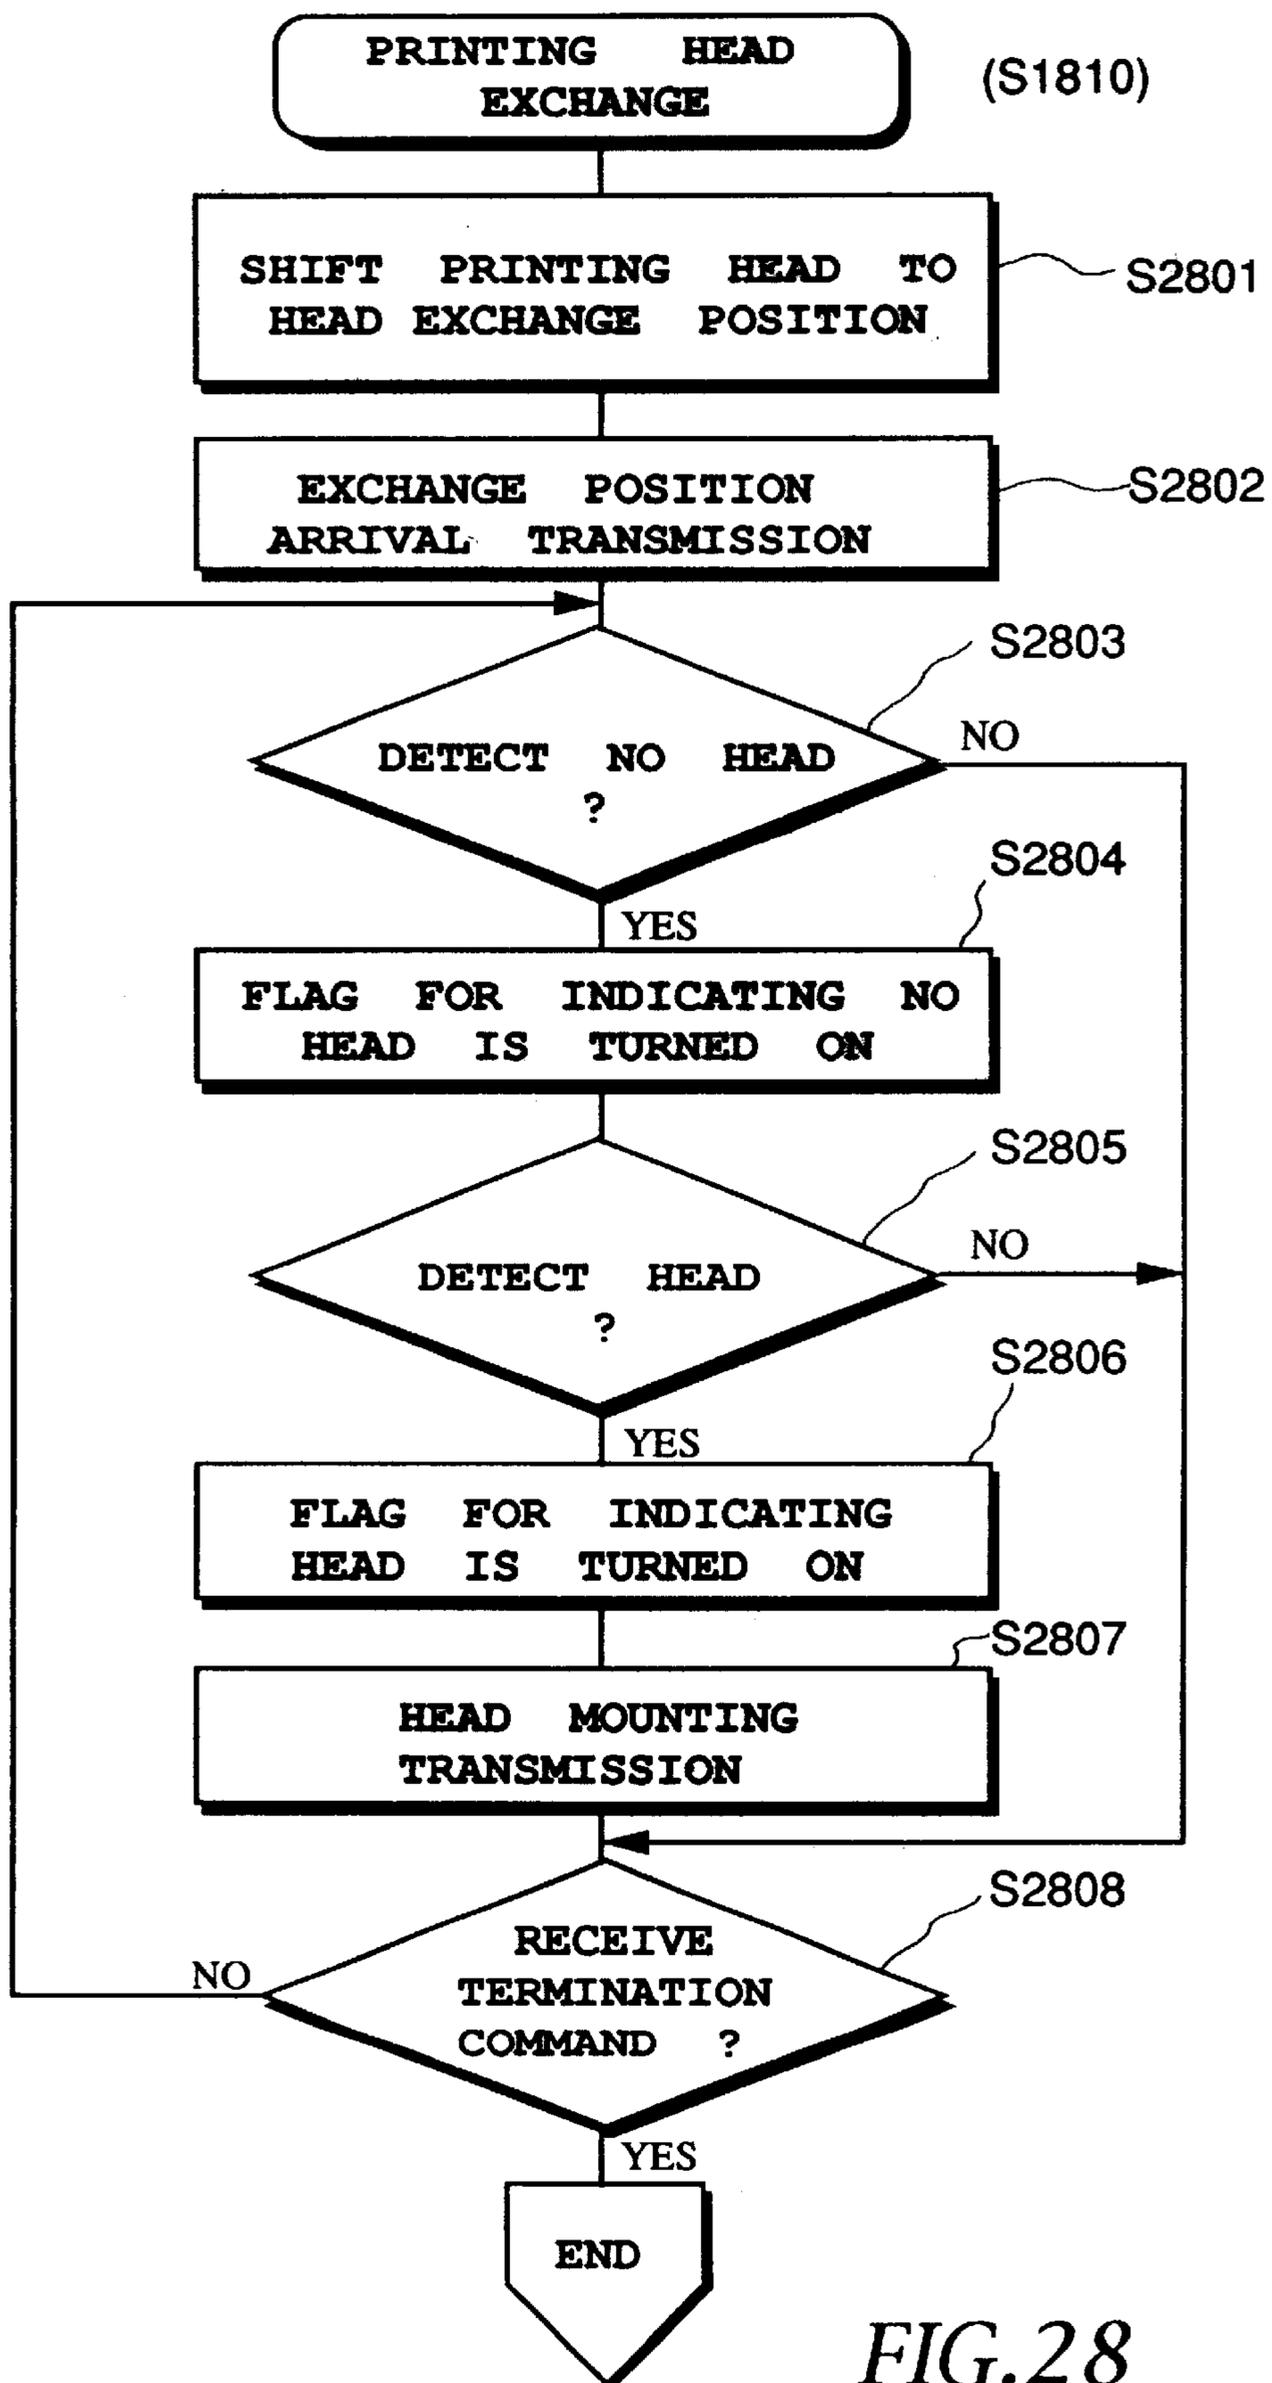 PRINTING HEAD
EXCHANGE
(S1810)
SHIFT PRINTING HEAD TO
HEAD EXCHANGE POSITION
S2801
EXCHANGE POSITION
ARRIVAL TRANSMISSION
S2802
S2803
DETECT NO HEAD
?
NO
YES
S2804
FLAG FOR INDICATING NO
HEAD IS TURNED ON
S2805
DETECT HEAD
?
NO
YES
S2806
FLAG FOR INDICATING
HEAD IS TURNED ON
S2807
HEAD MOUNTING
TRANSMISSION
S2808
RECEIVE
TERMINATION
COMMAND ?
NO
YES
END
FIG.28